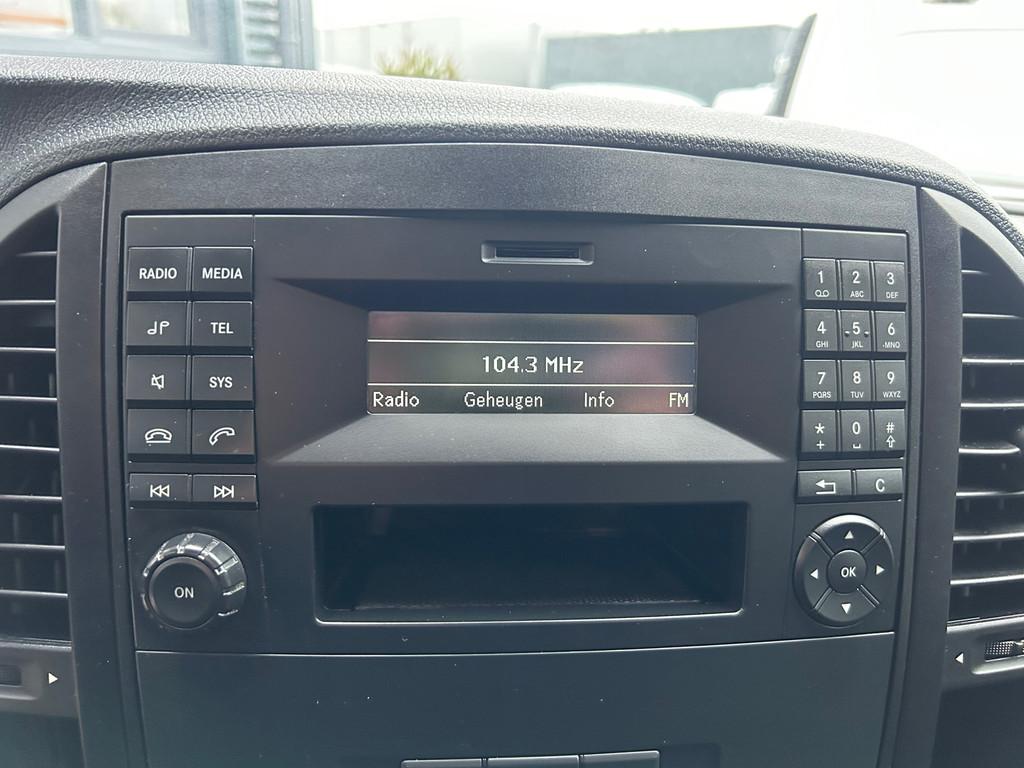 RADIO MEDIA
TEL
SYS
ON
104.3 MHz
Radio Geheugen Info FM
1 2 ABC 3 DEF
4 GHI 5 JKL 6 MNO
7 PQRS 8 TUV 9 WXYZ
* + 0 #
C
OK